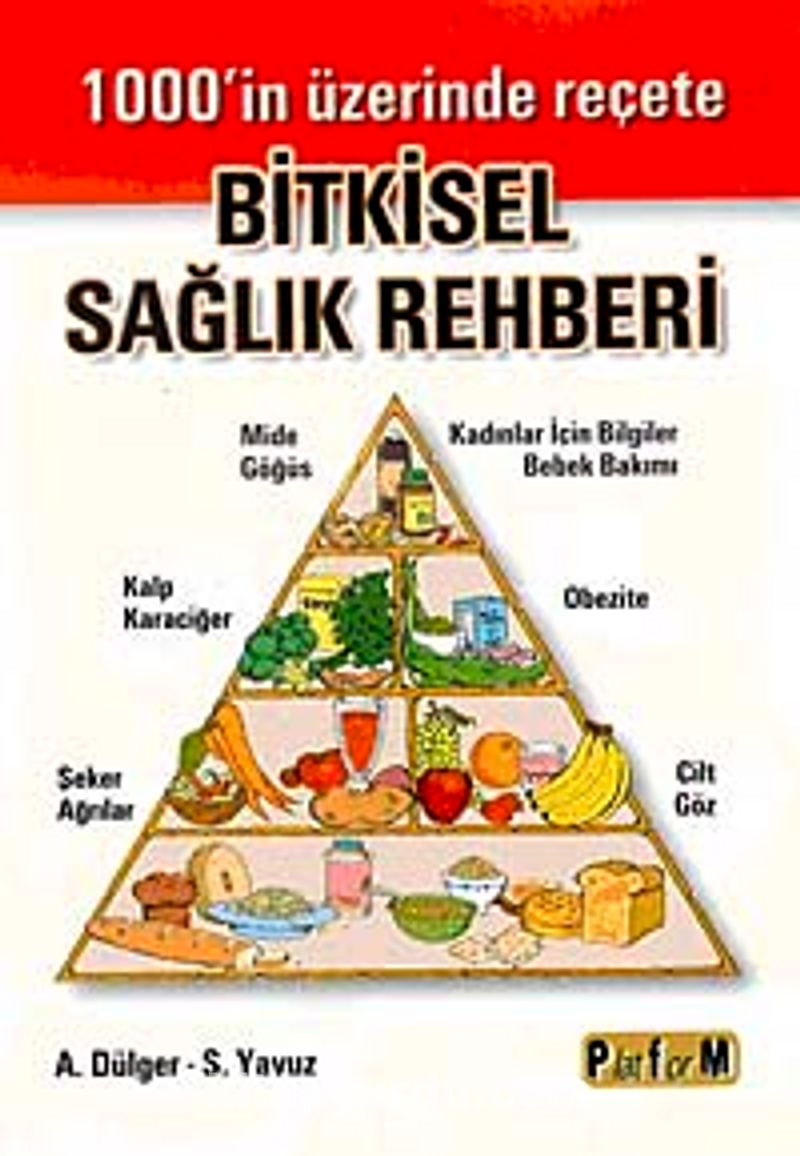 1000'in üzerinde reçete
BİTKİSEL
SAĞLIK REHBERİ
Mide
Göğüs
Kadınlar İçin Bilgiler
Bebek Bakımı
Kalp
Karaciğer
Obezite
Şeker
Ağrılar
Cilt
Göz
A. Dülger - S. Yavuz
PlatforM